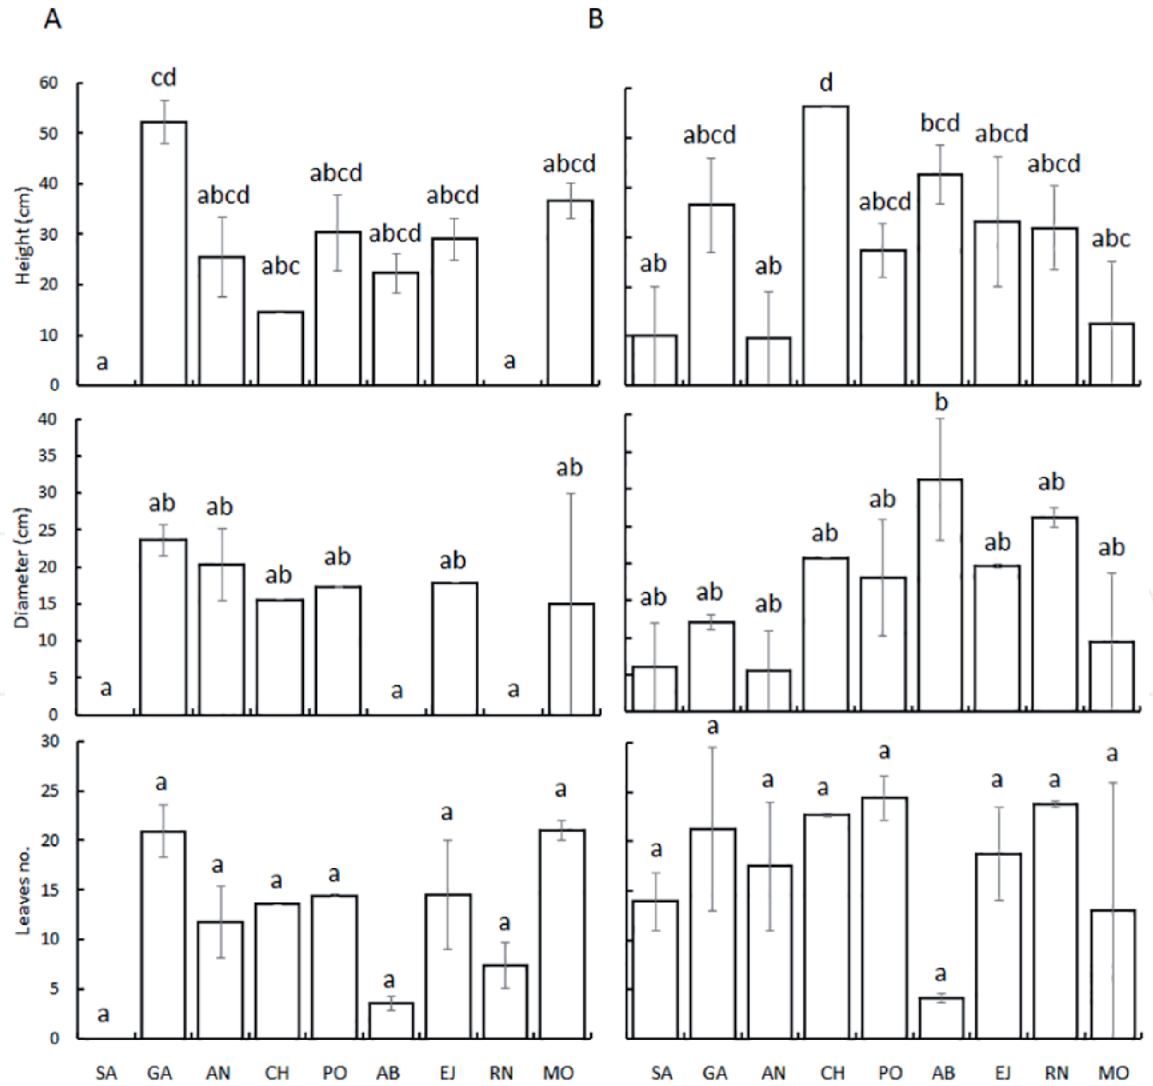 A B
cd d
60
50
40
30
20
10
0
Height (cm)
a abcd abc abcd abcd abcd a abcd
ab abcd ab abcd bcd abcd abcd abc
40
35
30
25
20
15
10
5
0
Diameter (cm)
a ab ab ab ab a ab a ab
ab ab ab ab ab b ab ab ab
30
25
20
15
10
5
0
Leaves no.
a a a a a a a a a
a a a a a a a a a
SA GA AN CH PO AB EJ RN MO SA GA AN CH PO AB EJ RN MO